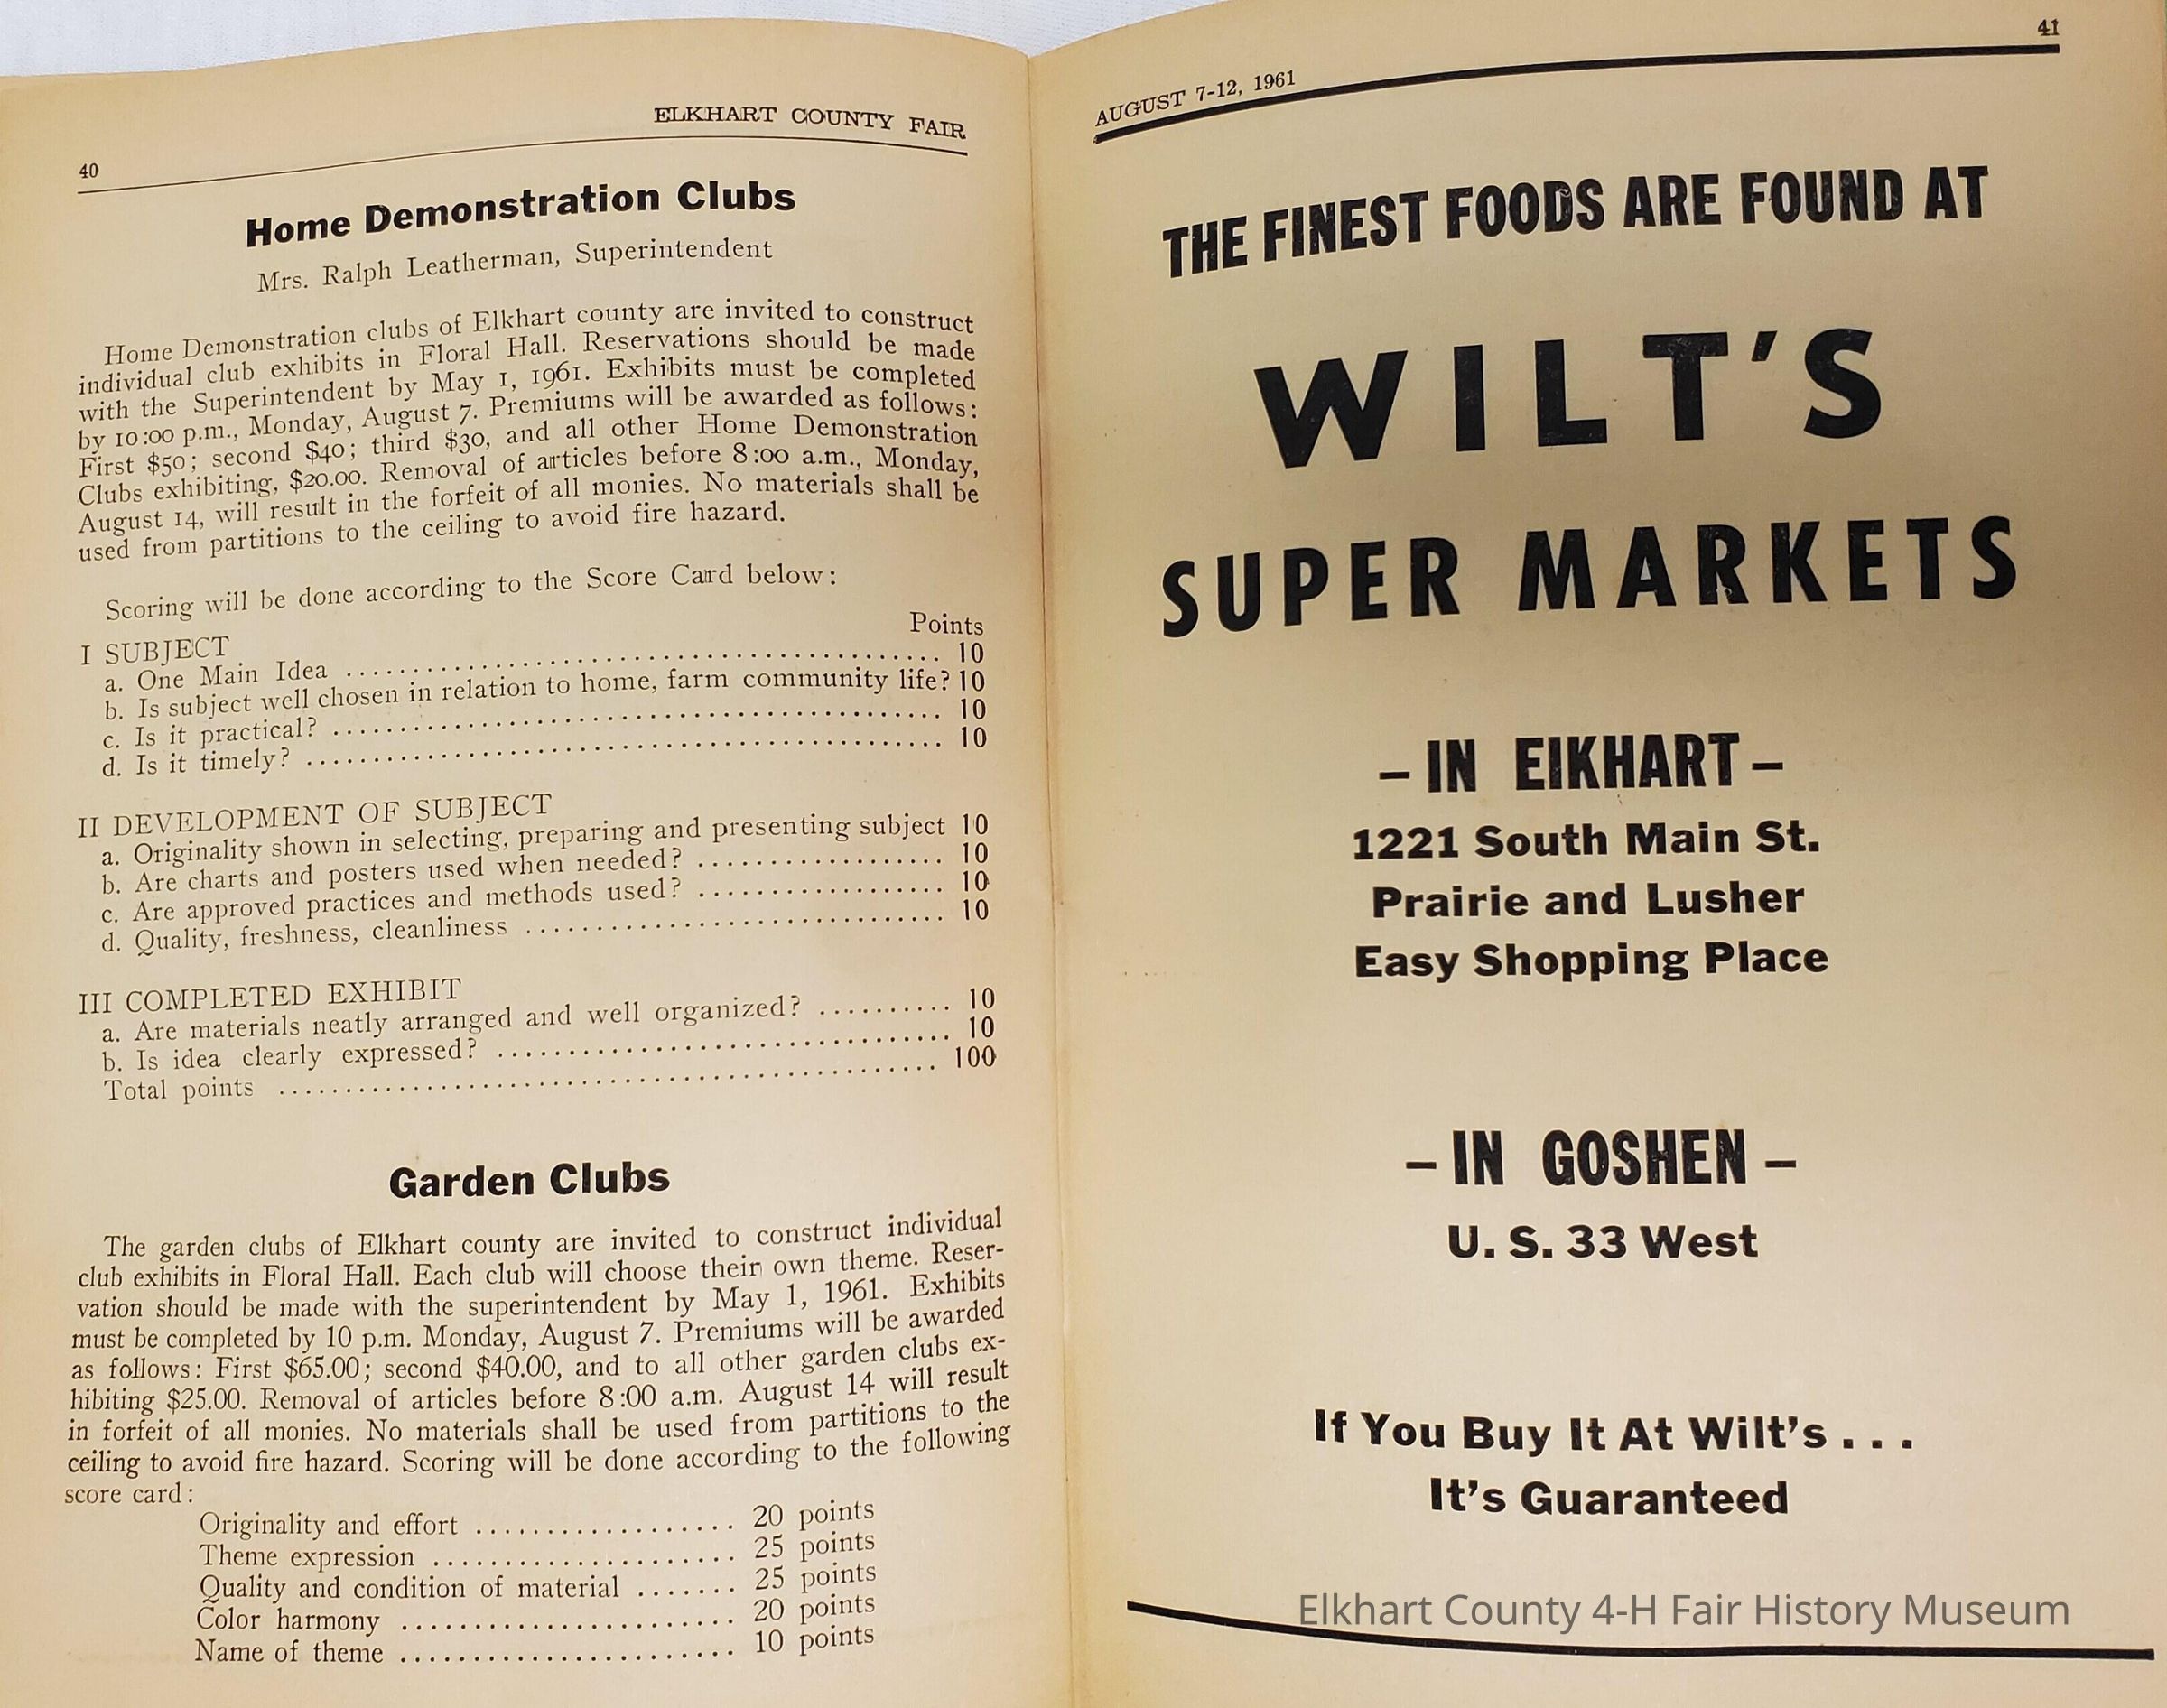 40
ELKHART COUNTY FAIR
Home Demonstration Clubs
Mrs. Ralph Leatherman, Superintendent
Home Demonstration clubs of Elkhart county are invited to construct
individual club exhibits in Floral Hall. Reservations should be made
with the Superintendent by May 1, 1961. Exhibits must be completed
by 10:00 p.m., Monday, August 7. Premiums will be awarded as follows:
First $50; second $40; third $30, and all other Home Demonstration
Clubs exhibiting, $20.00. Removal of articles before 8:00 a.m., Monday,
August 14, will result in the forfeit of all monies. No materials shall be
used from partitions to the ceiling to avoid fire hazard.
Scoring will be done according to the Score Card below:
Points
I SUBJECT
a. One Main Idea ........................................... 10
b. Is subject well chosen in relation to home, farm community life? 10
c. Is it practical? ............................................ 10
d. Is it timely? .............................................. 10
II DEVELOPMENT OF SUBJECT
a. Originality shown in selecting, preparing and presenting subject 10
b. Are charts and posters used when needed? .................. 10
c. Are approved practices and methods used? .................. 10
d. Quality, freshness, cleanliness .............................. 10
III COMPLETED EXHIBIT
a. Are materials neatly arranged and well organized? .......... 10
b. Is idea clearly expressed? ................................. 10
Total points ................................................ 100
Garden Clubs
The garden clubs of Elkhart county are invited to construct individual
club exhibits in Floral Hall. Each club will choose their own theme. Reser-
vation should be made with the superintendent by May 1, 1961. Exhibits
must be completed by 10 p.m. Monday, August 7. Premiums will be awarded
as follows: First $65.00; second $40.00, and to all other garden clubs ex-
hibiting $25.00. Removal of articles before 8:00 a.m. August 14 will result
in forfeit of all monies. No materials shall be used from partitions to the
ceiling to avoid fire hazard. Scoring will be done according to the following
score card:
Originality and effort ................... 20 points
Theme expression ...................... 25 points
Quality and condition of material ....... 25 points
Color harmony ........................ 20 points
Name of theme ........................ 10 points
AUGUST 7-12, 1961
41
THE FINEST FOODS ARE FOUND AT
WILT'S
SUPER MARKETS
– IN EIKHART –
1221 South Main St.
Prairie and Lusher
Easy Shopping Place
– IN GOSHEN –
U. S. 33 West
If You Buy It At Wilt's . . .
It's Guaranteed
Elkhart County 4-H Fair History Museum